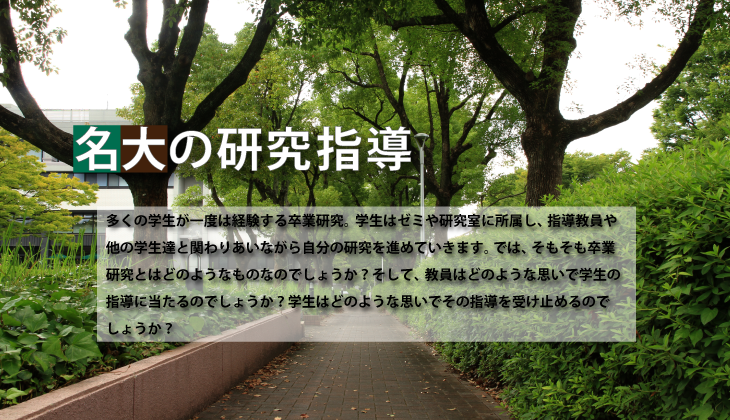 名大の研究指導
多くの学生が一度は経験する卒業研究。学生はゼミや研究室に所属し、指導教員や
他の学生達と関わりあいながら自分の研究を進めていきます。では、そもそも卒業
研究とはどのようなものなのでしょうか？そして、教員はどのような思いで学生の
指導に当たるのでしょうか？学生はどのような思いでその指導を受け止めるので
しょうか？